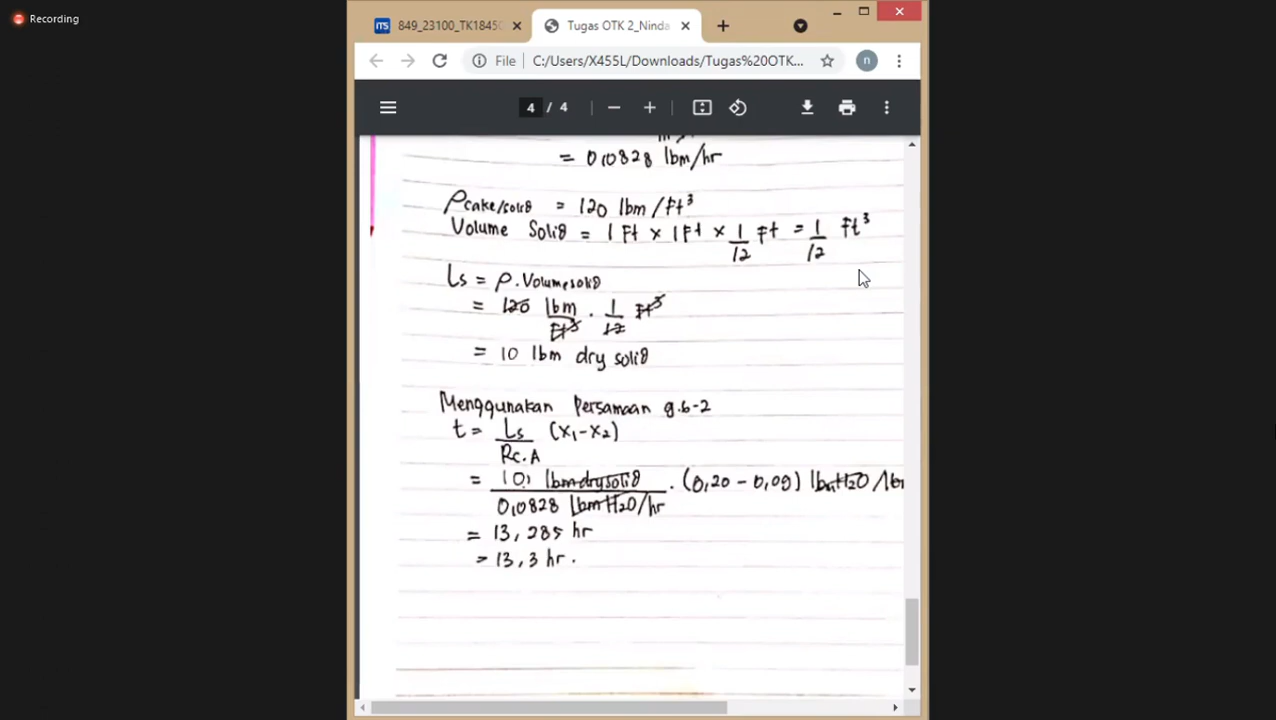 Recording
ITS 849_23100_TK1845
Tugas OTK 2_Ninda
File C:/Users/X455L/Downloads/Tugas%20OTK...
n
4 / 4
= 0,0828 lbm/hr
ρcake/solid = 120 lbm/ft³
Volume Solid = 1 ft × 1 ft × 1/12 ft = 1/12 ft³
Ls = ρ.Volume solid
= 120 lbm/ft³ . 1/12 ft³
= 10 lbm dry solid
Menggunakan Persamaan 9.6-2
t = Ls/Rc.A (X1-X2)
= 10 lbm dry solid/0,0828 lbm H2O/hr . (0,20 - 0,09) lbm H2O/lbm
= 13,285 hr
= 13,3 hr.